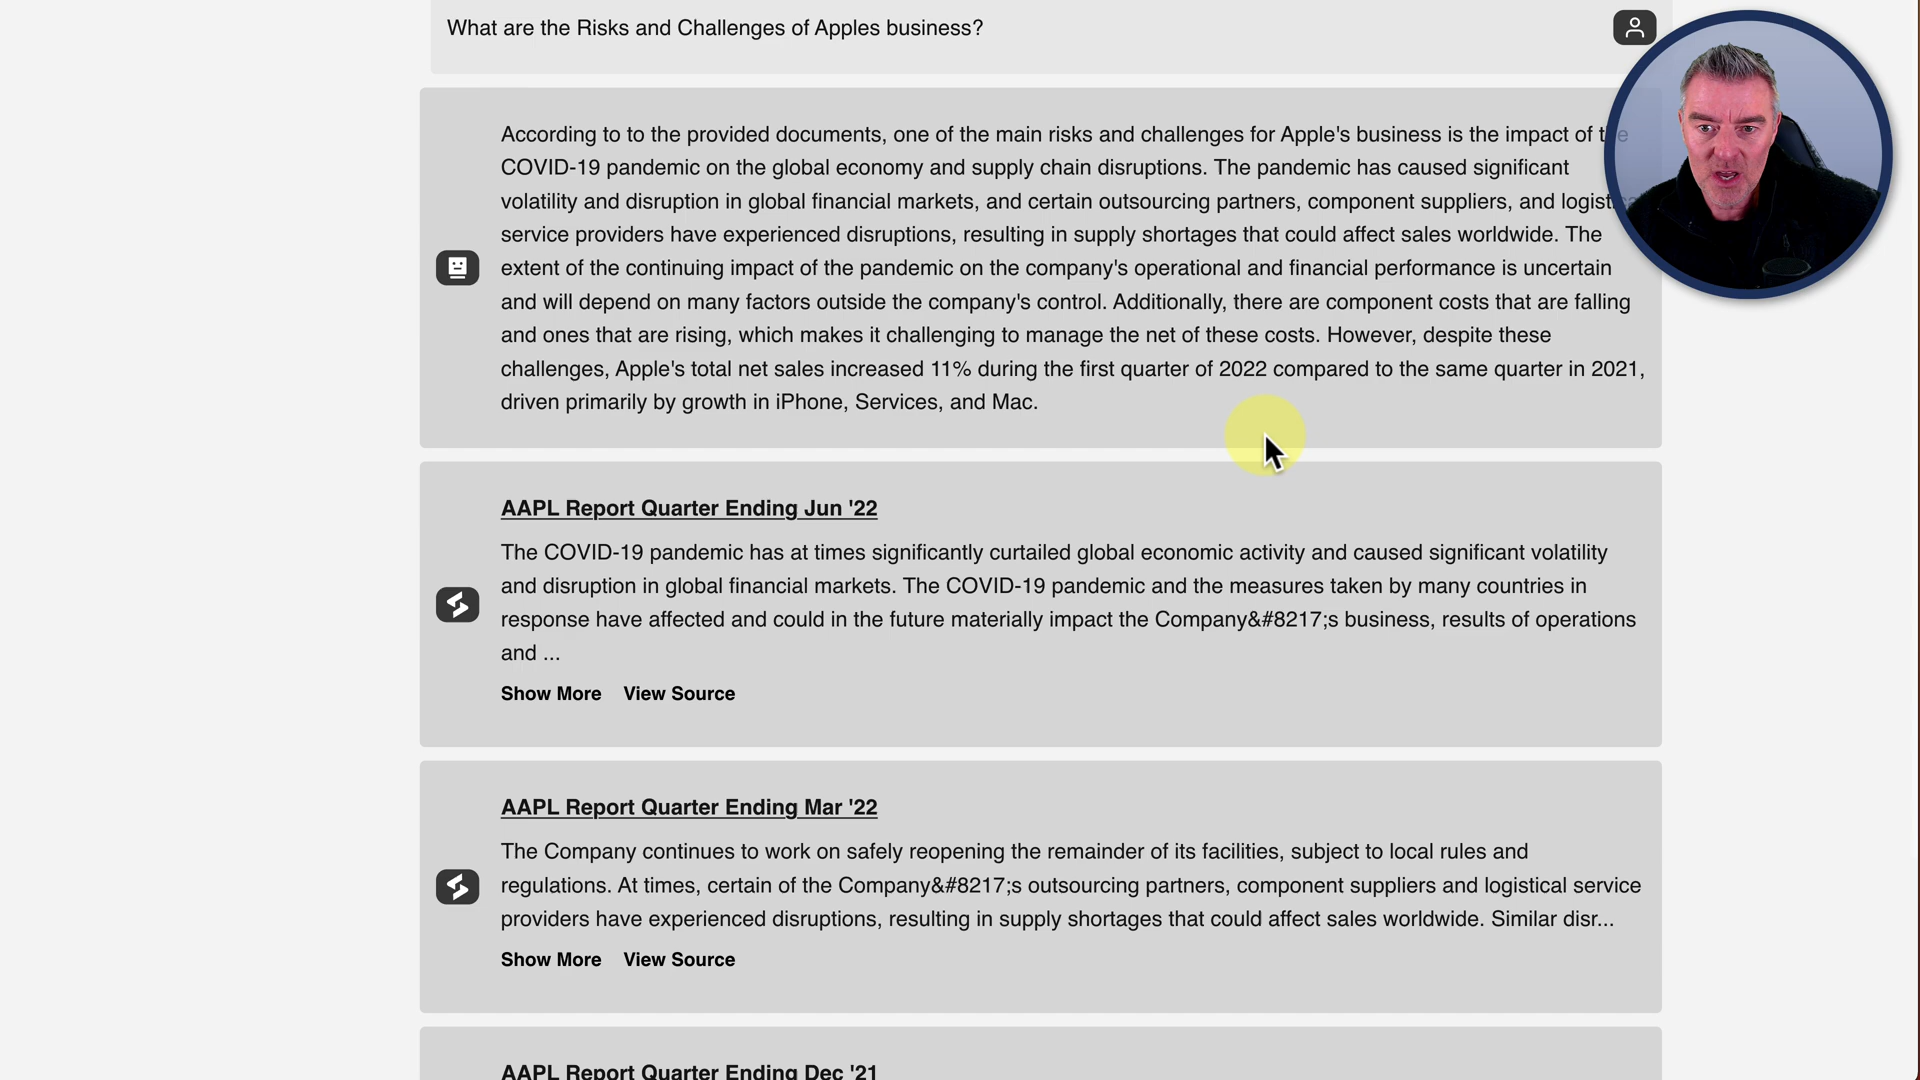 What are the Risks and Challenges of Apples business?
According to to the provided documents, one of the main risks and challenges for Apple's business is the impact of the
COVID-19 pandemic on the global economy and supply chain disruptions. The pandemic has caused significant
volatility and disruption in global financial markets, and certain outsourcing partners, component suppliers, and
service providers have experienced disruptions, resulting in supply shortages that could affect sales worldwide. The
extent of the continuing impact of the pandemic on the company's operational and financial performance is uncertain
and will depend on many factors outside the company's control. Additionally, there are component costs that are falling
and ones that are rising, which makes it challenging to manage the net of these costs. However, despite these
challenges, Apple's total net sales increased 11% during the first quarter of 2022 compared to the same quarter in 2021,
driven primarily by growth in iPhone, Services, and Mac.
AAPL Report Quarter Ending Jun '22
The COVID-19 pandemic has at times significantly curtailed global economic activity and caused significant volatility
and disruption in global financial markets. The COVID-19 pandemic and the measures taken by many countries in
response have affected and could in the future materially impact the Company&#8217;s business, results of operations
and ...
Show More View Source
AAPL Report Quarter Ending Mar '22
The Company continues to work on safely reopening the remainder of its facilities, subject to local rules and
regulations. At times, certain of the Company&#8217;s outsourcing partners, component suppliers and logistical service
providers have experienced disruptions, resulting in supply shortages that could affect sales worldwide. Similar disr...
Show More View Source
AAPL Report Quarter Ending Dec '21